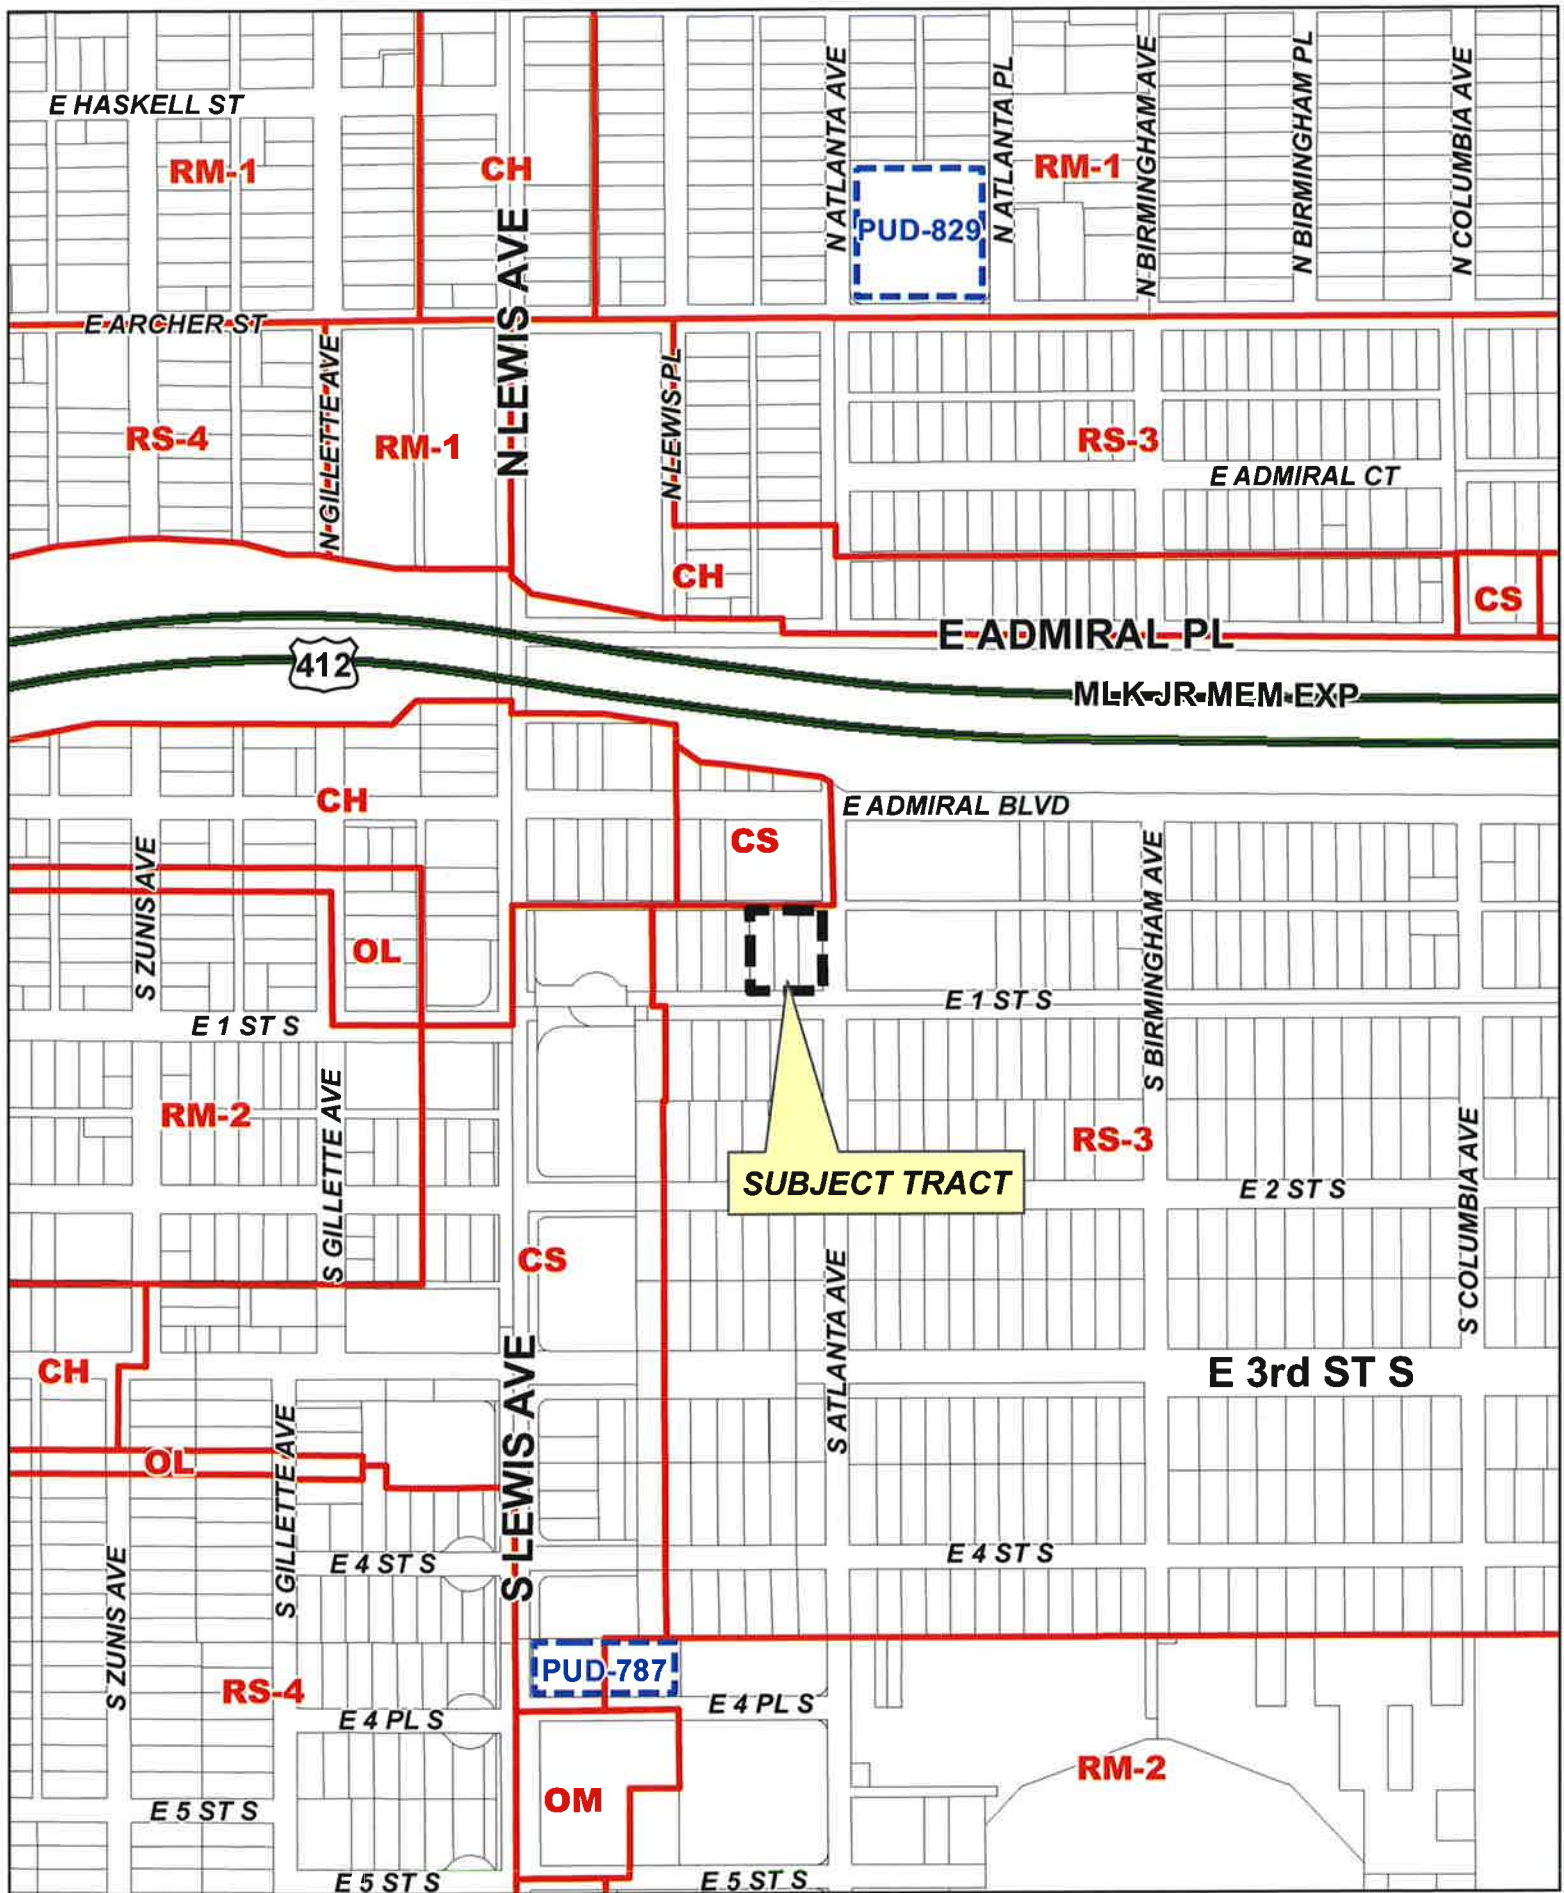 E HASKELL ST
RM-1
CH
N ATLANTA AVE
N ATLANTA PL
RM-1
N BIRMINGHAM AVE
N BIRMINGHAM PL
N COLUMBIA AVE
PUD-829
N LEWIS AVE
E ARCHER ST
N GILLETTE AVE
N LEWIS PL
RS-4
RM-1
RS-3
E ADMIRAL CT
CH
CS
E ADMIRAL PL
412
MLK JR MEM EXP
CH
E ADMIRAL BLVD
CS
S ZUNIS AVE
S BIRMINGHAM AVE
OL
E 1 ST S
E 1 ST S
RM-2
S GILLETTE AVE
RS-3
SUBJECT TRACT
E 2 ST S
S COLUMBIA AVE
CS
S ATLANTA AVE
CH
E 3rd ST S
S LEWIS AVE
OL
S GILLETTE AVE
E 4 ST S
E 4 ST S
S ZUNIS AVE
PUD-787
RS-4
E 4 PL S
E 4 PL S
RM-2
OM
E 5 ST S
E 5 ST S
E 5 ST S